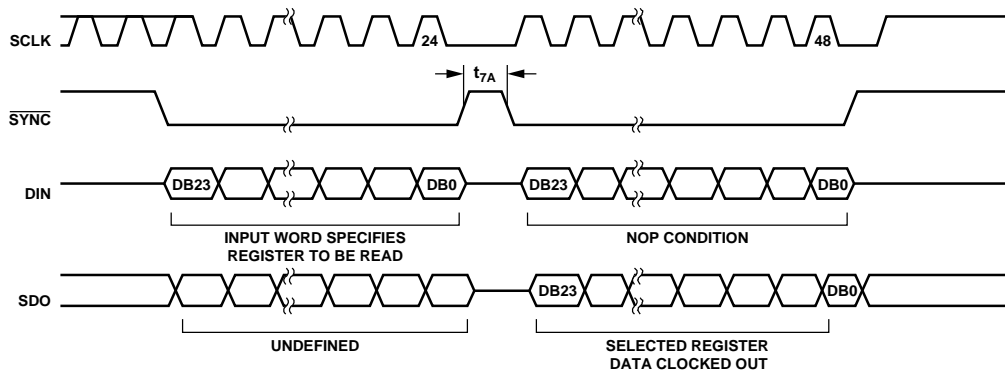 SCLK
24
48
t7A
SYNC
DIN
DB23
DB0
DB23
DB0
INPUT WORD SPECIFIES
REGISTER TO BE READ
NOP CONDITION
SDO
DB23
DB0
UNDEFINED
SELECTED REGISTER
DATA CLOCKED OUT